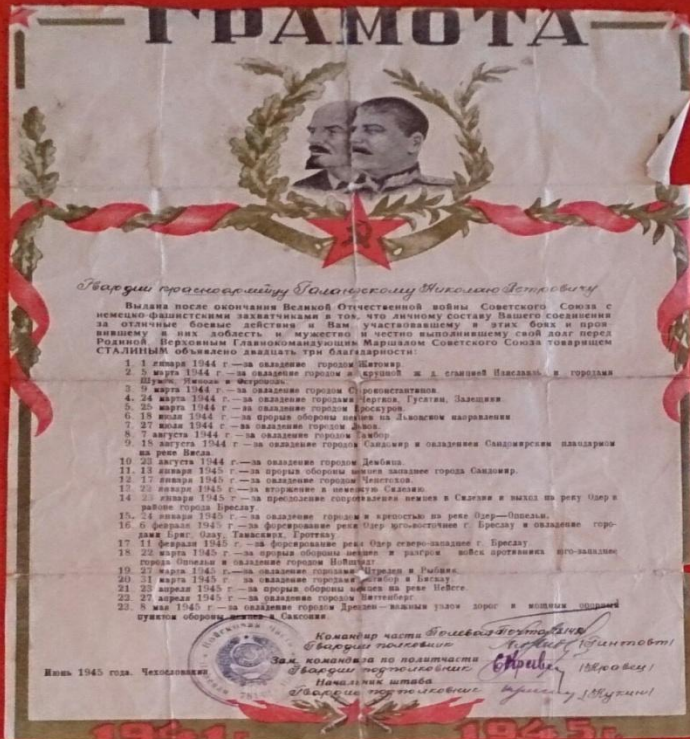 ГРАМОТА
Гвардии красноармейцу Галандскому Николаю Петровичу
Выдана после окончания Великой Отечественной войны Советского Союза с
немецко-фашистскими захватчиками в том, что личному составу Вашего соединения
за отличные боевые действия и Вам участвовавшему в этих боях и проя-
вившему в них доблесть и мужество и честно выполнившему свой долг перед
Родиной, Верховным Главнокомандующим Маршалом Советского Союза товарищем
СТАЛИНЫМ объявлено двадцать три благодарности:
1. 1 января 1944 г.—за овладение городом Житомир.
2. 5 марта 1944 г.—за овладение городом и крупной ж д. станцией Изяславль, и городами
Шумск, Ямполь и Острополь.
3. 9 марта 1944 г.—за овладение городом Староконстантинов.
4. 24 марта 1944 г.—за овладение городами Чертков, Гусятин, Залещики.
5. 25 марта 1944 г.—за овладение городом Проскуров.
6. 18 июля 1944 г.—за прорыв обороны немцев на Львовском направлении
7. 27 июля 1944 г.—за овладение городом Львов.
8. 7 августа 1944 г.—за овладение городом Самбор.
9. 18 августа 1944 г.—за овладение городом Сандомир и овладением Сандомирским плацдармом
на реке Висла.
10. 23 августа 1944 г.—за овладение городом Дембица.
11. 13 января 1945 г.—за прорыв обороны немцев западнее города Сандомир.
12. 17 января 1945 г.—за овладение городом Ченстохов.
января 1945 г.—за вторжение в немецкую Силезию.
14 23 января 1945 г.—за преодоление сопротивления немцев в Силезии и выход на реку Одер в
районе города Бреслау.
15. 24 января 1945 г.—за овладение городом и крепостью на реке Одер—Оппельн.
16. 6 февраля 1945 г.—за форсирование реки Одер юго-восточнее г. Бреслау и овладение горо-
дами Бриг, Олау,
17. 11 февраля 1945 г.—за форсирование реки Одер северо-западнее г. Бреслау
18. 22 марта 1945 г.—за прорыв обороны немцев и разгром войск противника юго-западнее
города Оппельн и овладение городом Нойштадт
19. 27 марта 1945 г.—за овладение городами Штрелен и Рыбник.
20. 31 марта 1945 г.—за овладение городами Ратибор и Бискау.
21. 23 апреля 1945 г.—за прорыв обороны немцев на реке Нейссе.
22. 27 апреля 1945 г.—за овладение городом Виттенберг.
23. 8 мая 1945 г.—за овладение городом Дрезден—важным узлом дорог и мощным опорным
пунктом обороны немцев в Саксонии.
Командир части Полевая Почта
Гвардии полковник
Зам. командира по политчасти
Гвардии подполковник /Кравец/
Начальник штаба
Гвардии подполковник /Кукин/
Июнь 1945 года. Чехословакия
1941г. 1945г.